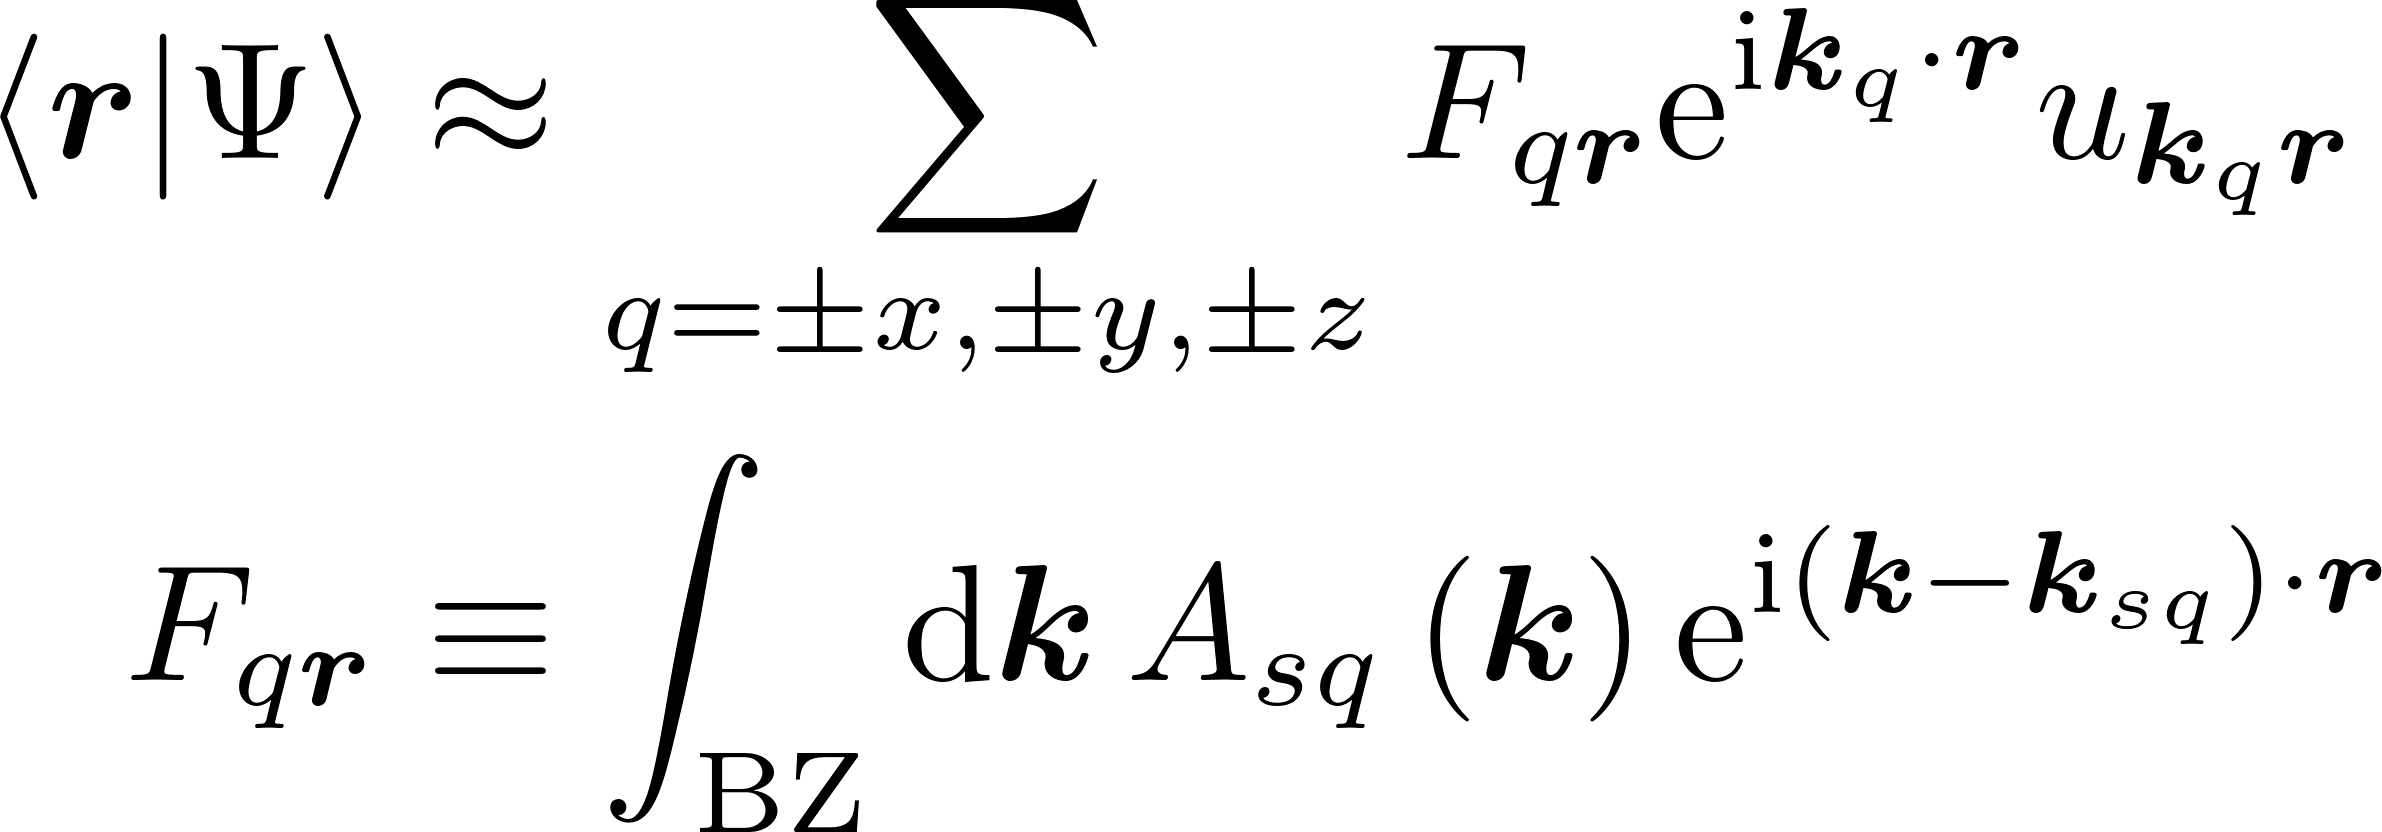 ⟨𝒓|Ψ⟩ ≈ ∑_{q=±x,±y,±z} F_{q𝒓} e^{i𝒌_q·𝒓} u_{𝒌_q𝒓}
F_{q𝒓} ≡ ∫_{BZ} d𝒌 A_{sq} (𝒌) e^{i(𝒌−𝒌_{sq})·𝒓}